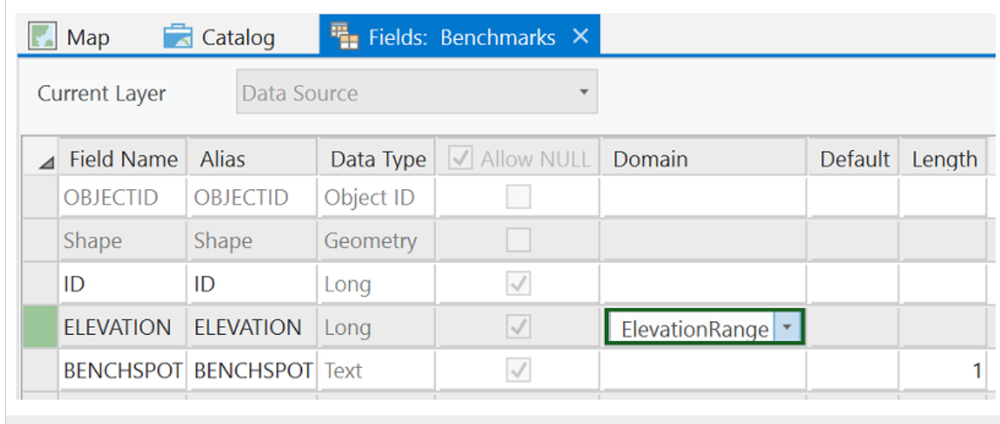 Map Catalog Fields: Benchmarks
Current Layer Data Source
Field Name Alias Data Type Allow NULL Domain Default Length
OBJECTID OBJECTID Object ID
Shape Shape Geometry
ID ID Long
ELEVATION ELEVATION Long ElevationRange
BENCHSPOT BENCHSPOT Text 1